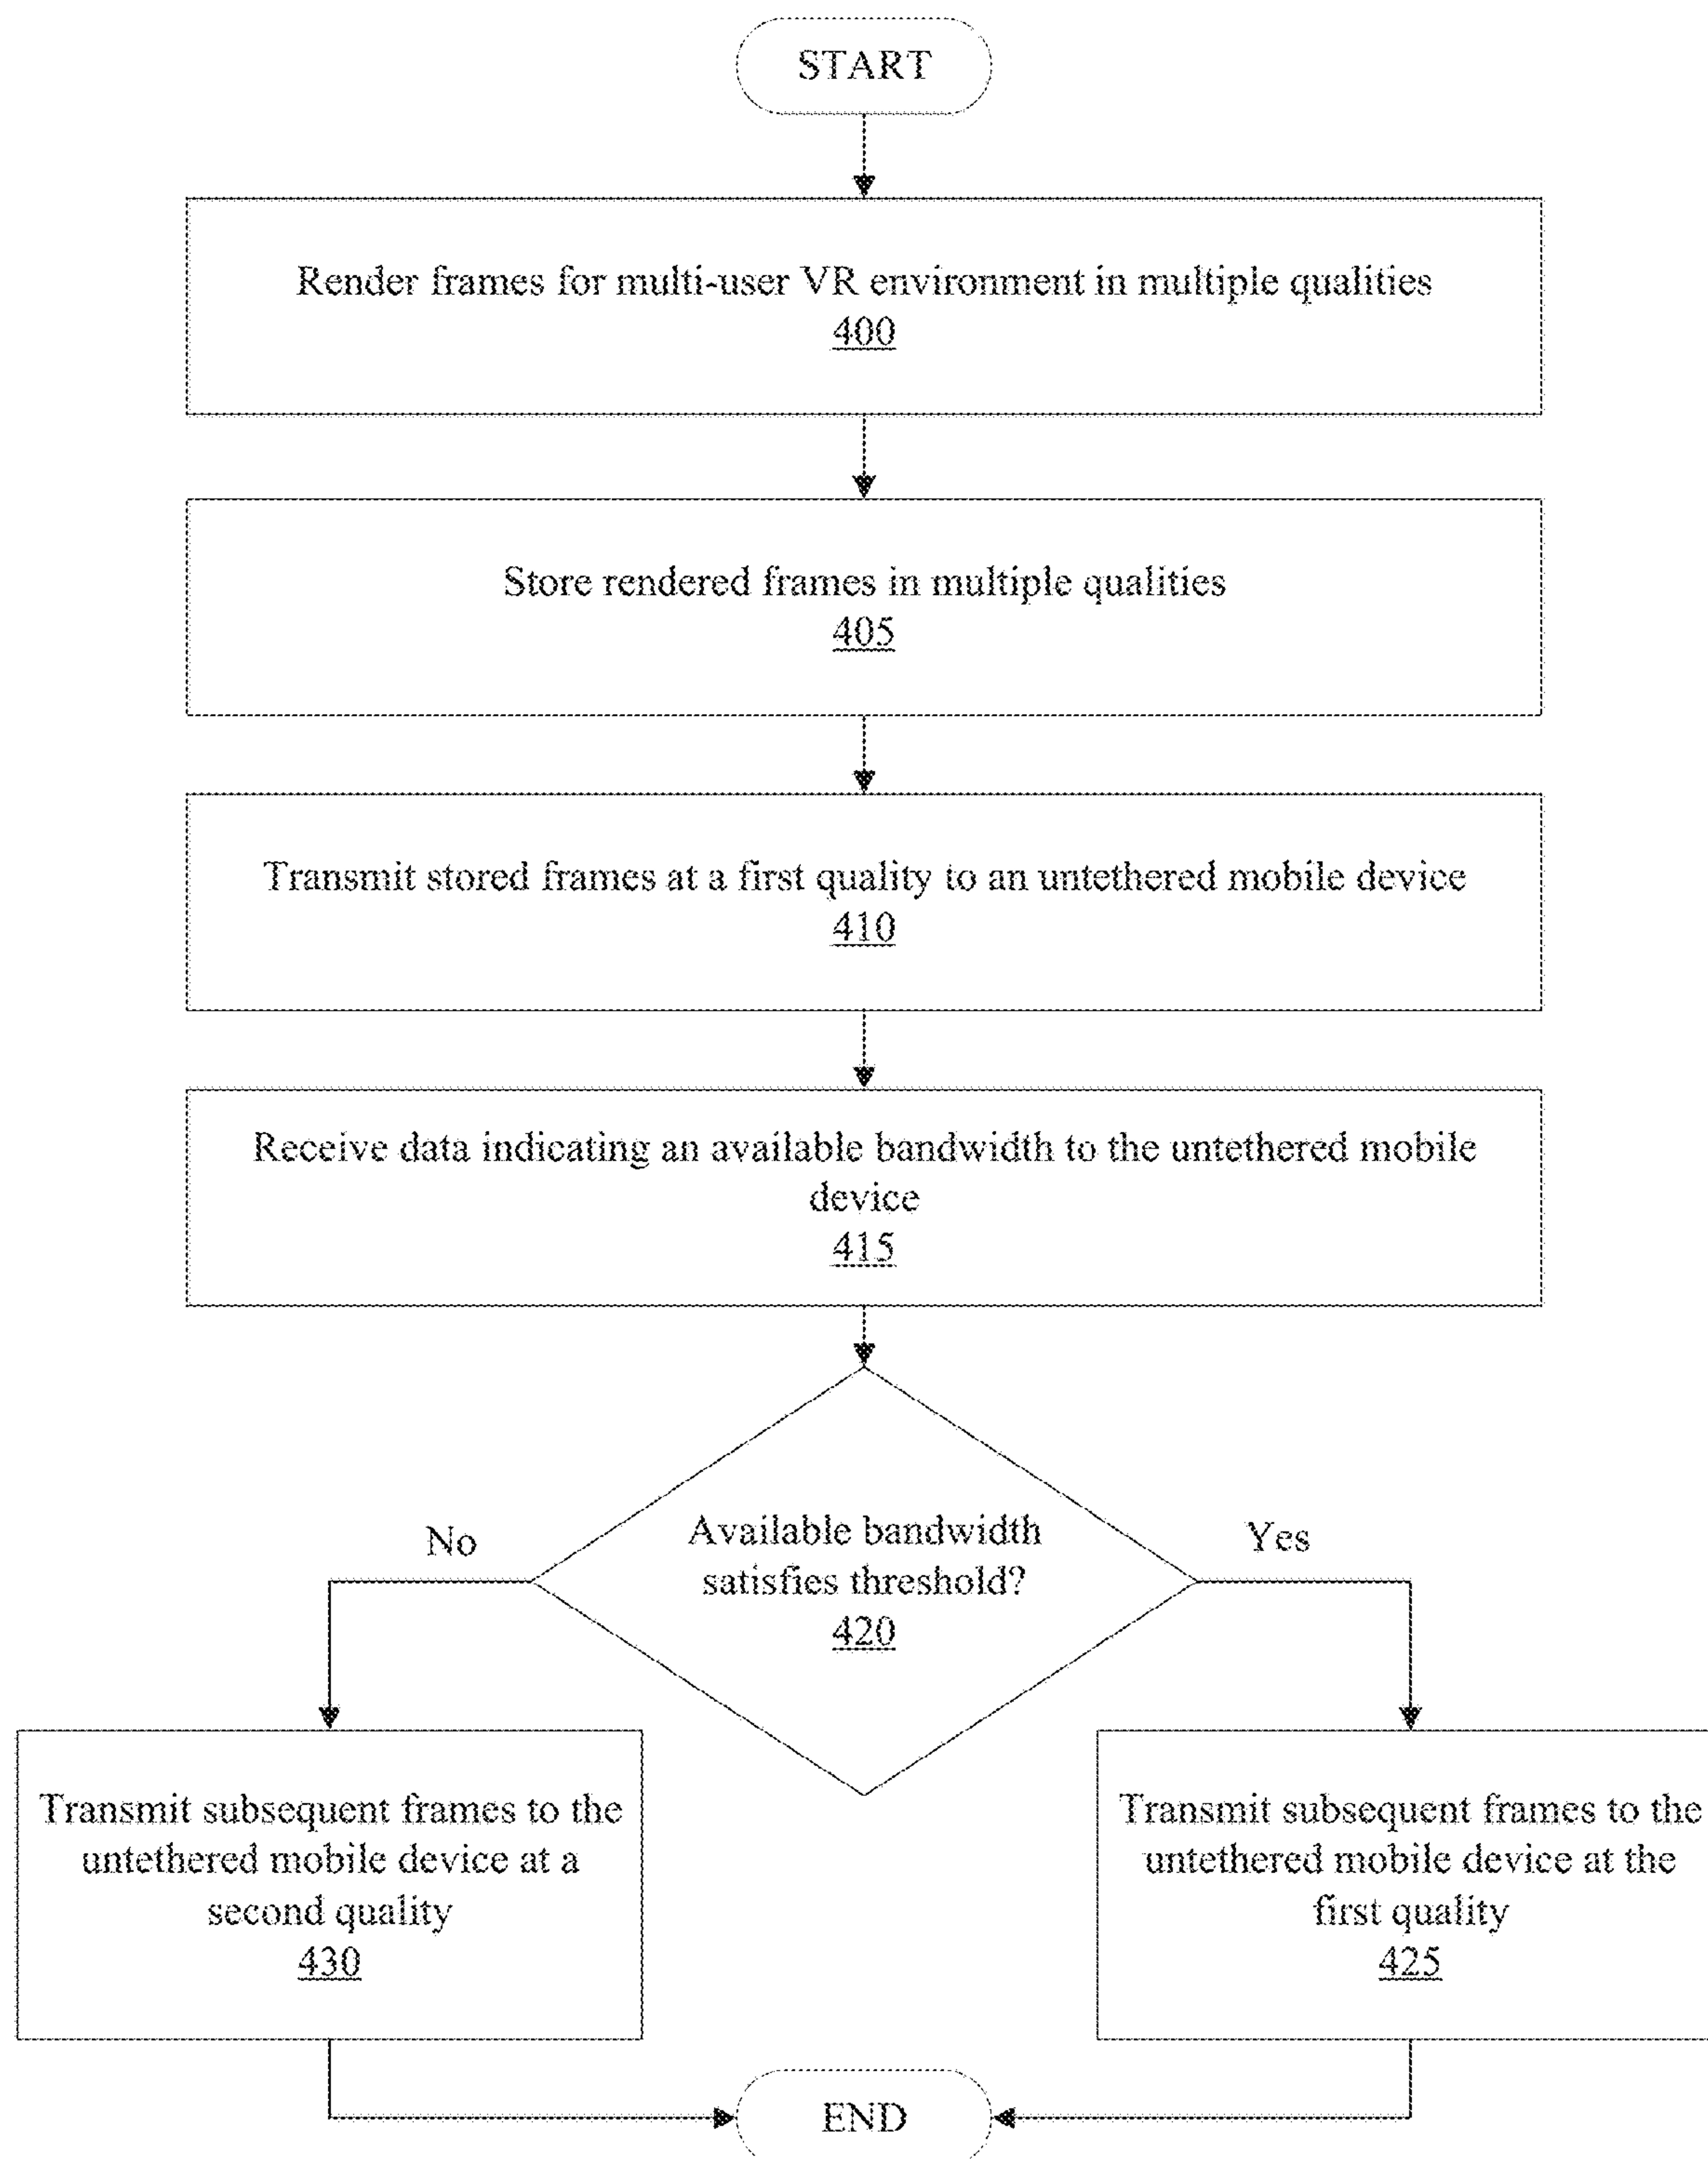 START
Render frames for multi-user VR environment in multiple qualities
400
Store rendered frames in multiple qualities
405
Transmit stored frames at a first quality to an untethered mobile device
410
Receive data indicating an available bandwidth to the untethered mobile
device
415
No
Available bandwidth
satisfies threshold?
420
Yes
Transmit subsequent frames to the
untethered mobile device at a
second quality
430
Transmit subsequent frames to the
untethered mobile device at the
first quality
425
END